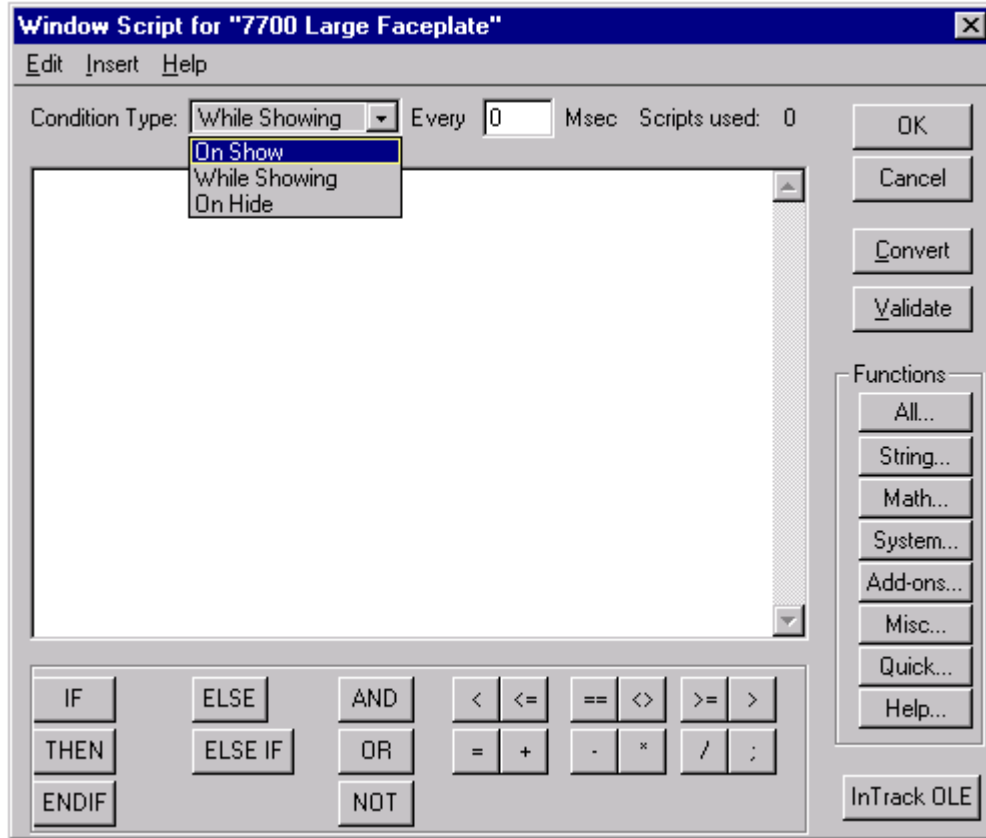 Window Script for "7700 Large Faceplate"
Edit Insert Help
Condition Type: While Showing Every 0 Msec Scripts used: 0
On Show
While Showing
On Hide
OK
Cancel
Convert
Validate
Functions
All...
String...
Math...
System...
Add-ons...
Misc...
Quick...
Help...
IF ELSE AND < <= == <> >= >
THEN ELSE IF OR = + - * / ;
ENDIF NOT
InTrack OLE